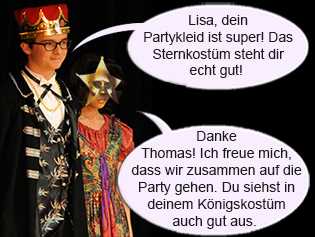 Lisa, dein
Partykleid ist super! Das
Sternkostüm steht dir
echt gut!
Danke
Thomas! Ich freue mich,
dass wir zusammen auf die
Party gehen. Du siehst in
deinem Königskostüm
auch gut aus.